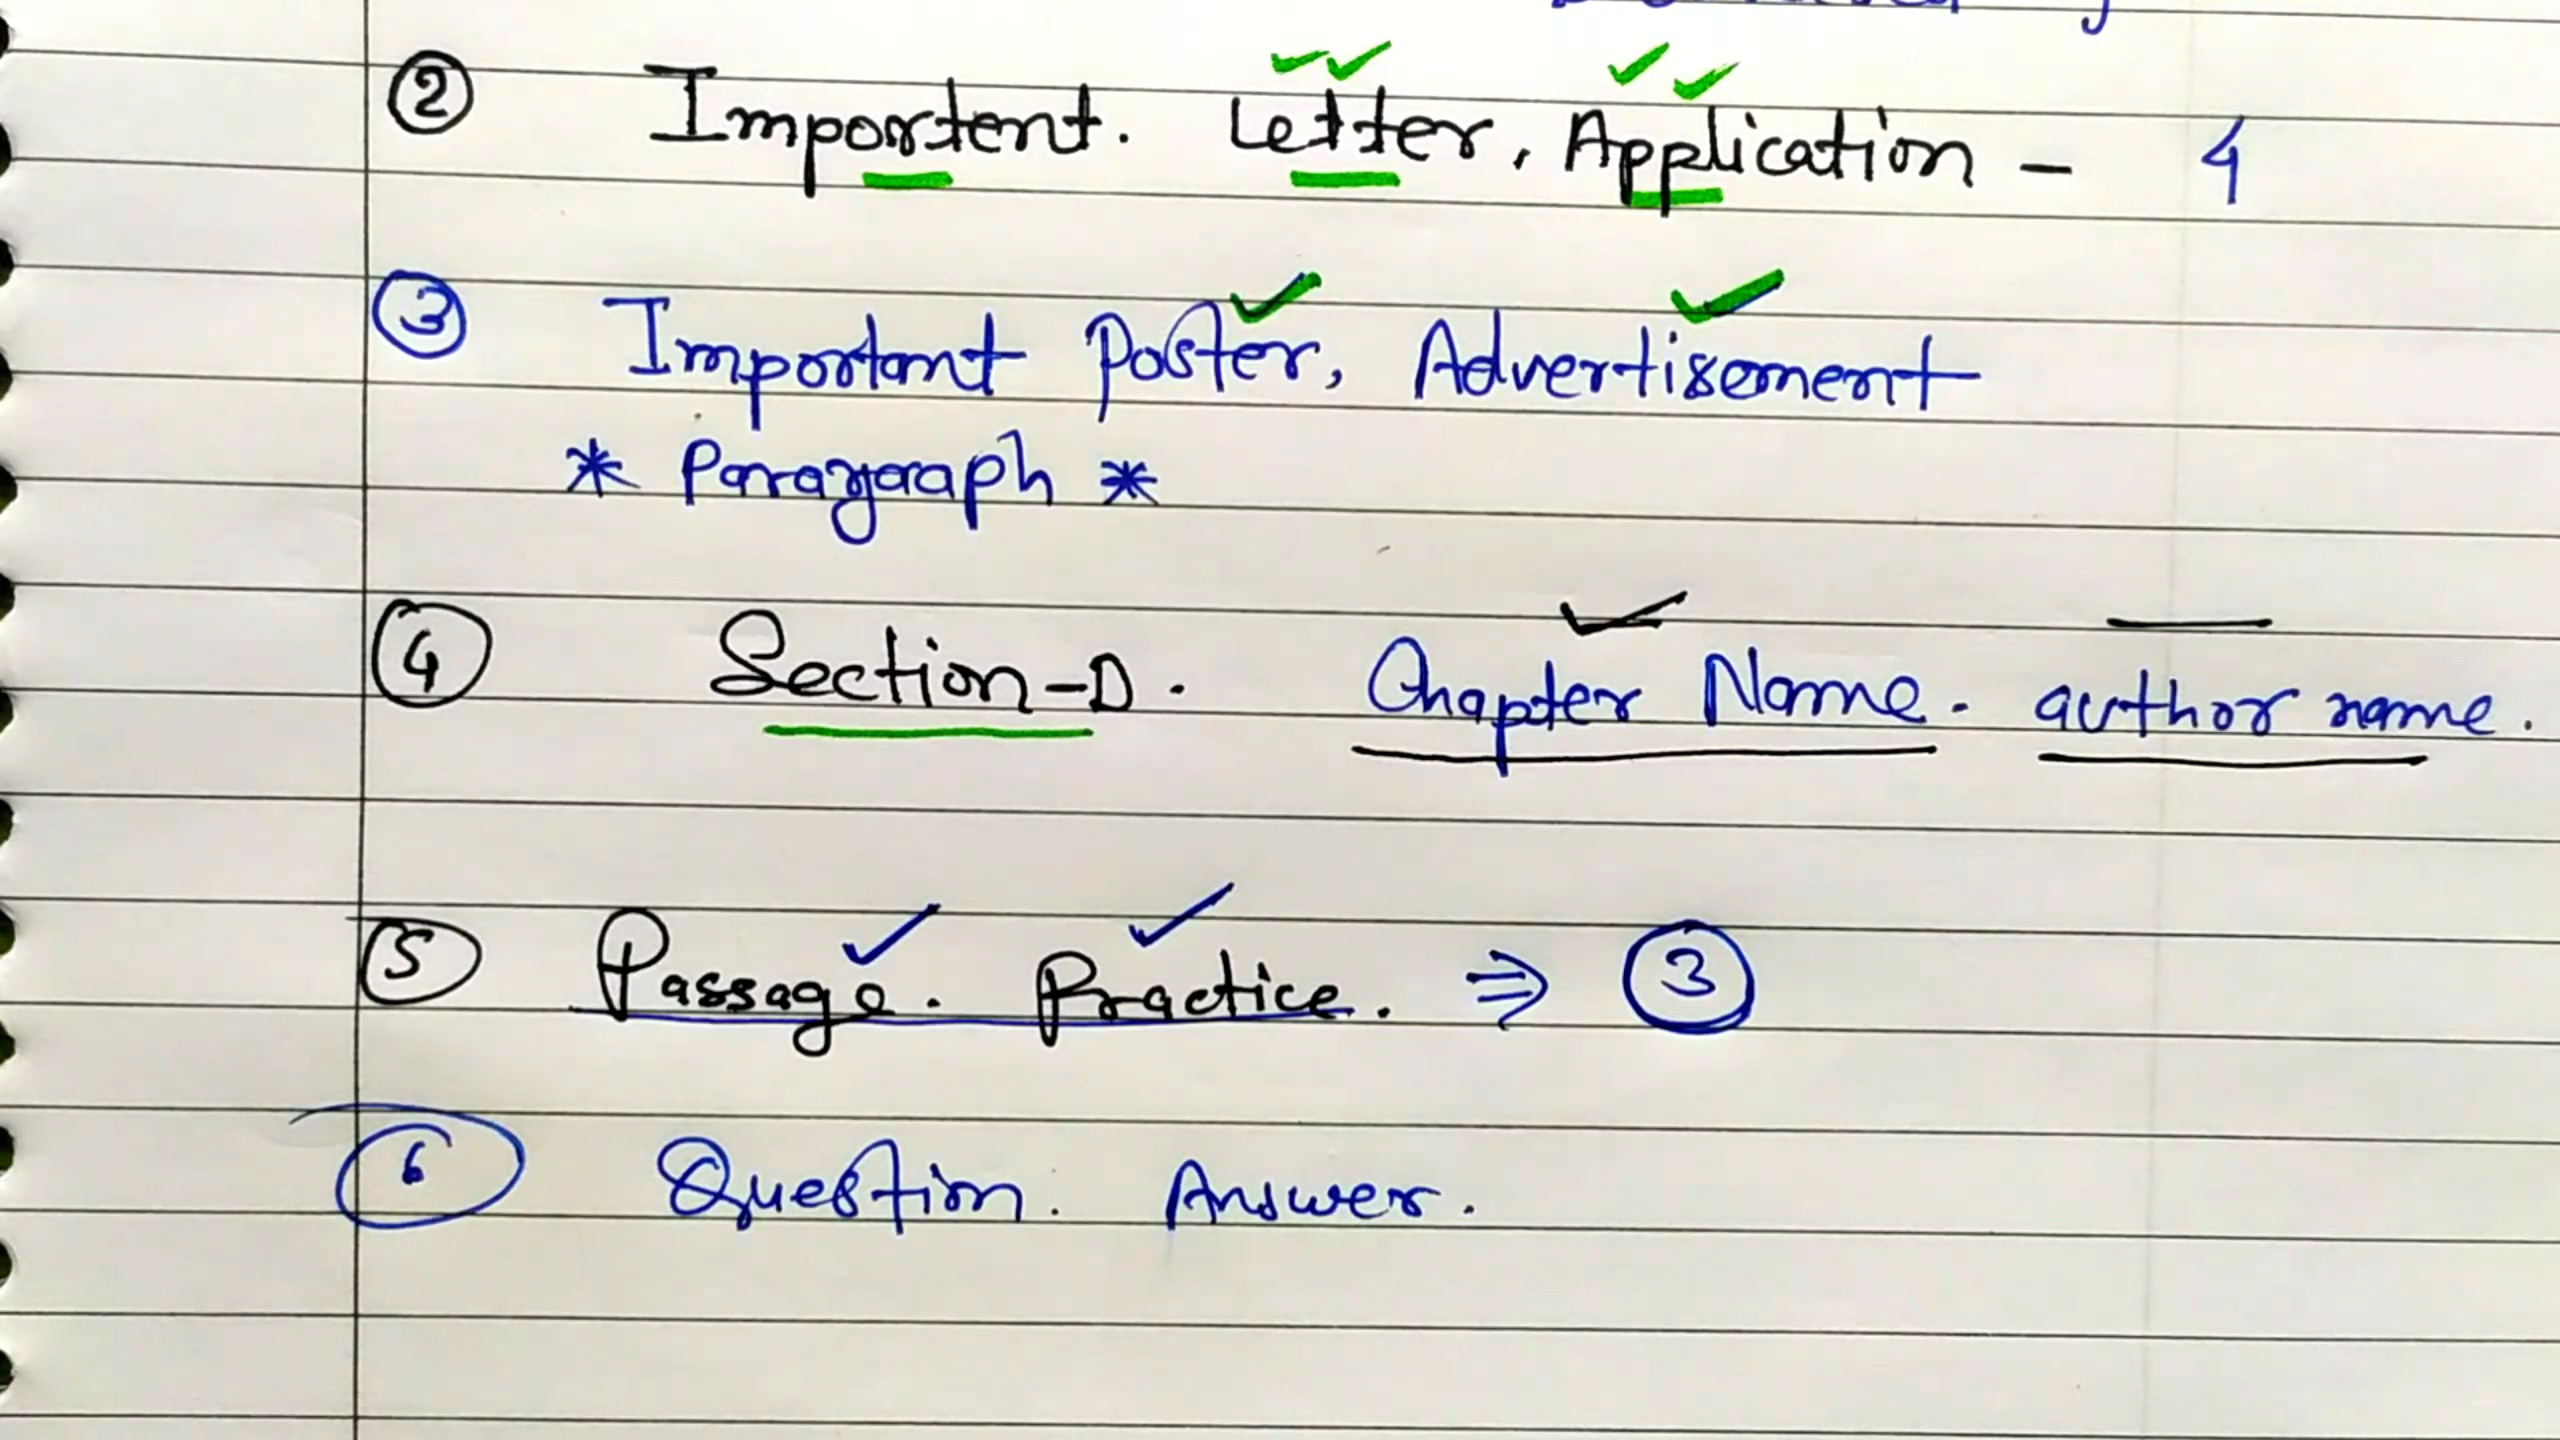 ② Importent. Letter, Application - 4
③ Important Poster, Advertisement
* Paragraph *
④ Section-D. Chapter Name. author name.
⑤ Passage. Practice. ⇒ ③
⑥ Question. Answer.